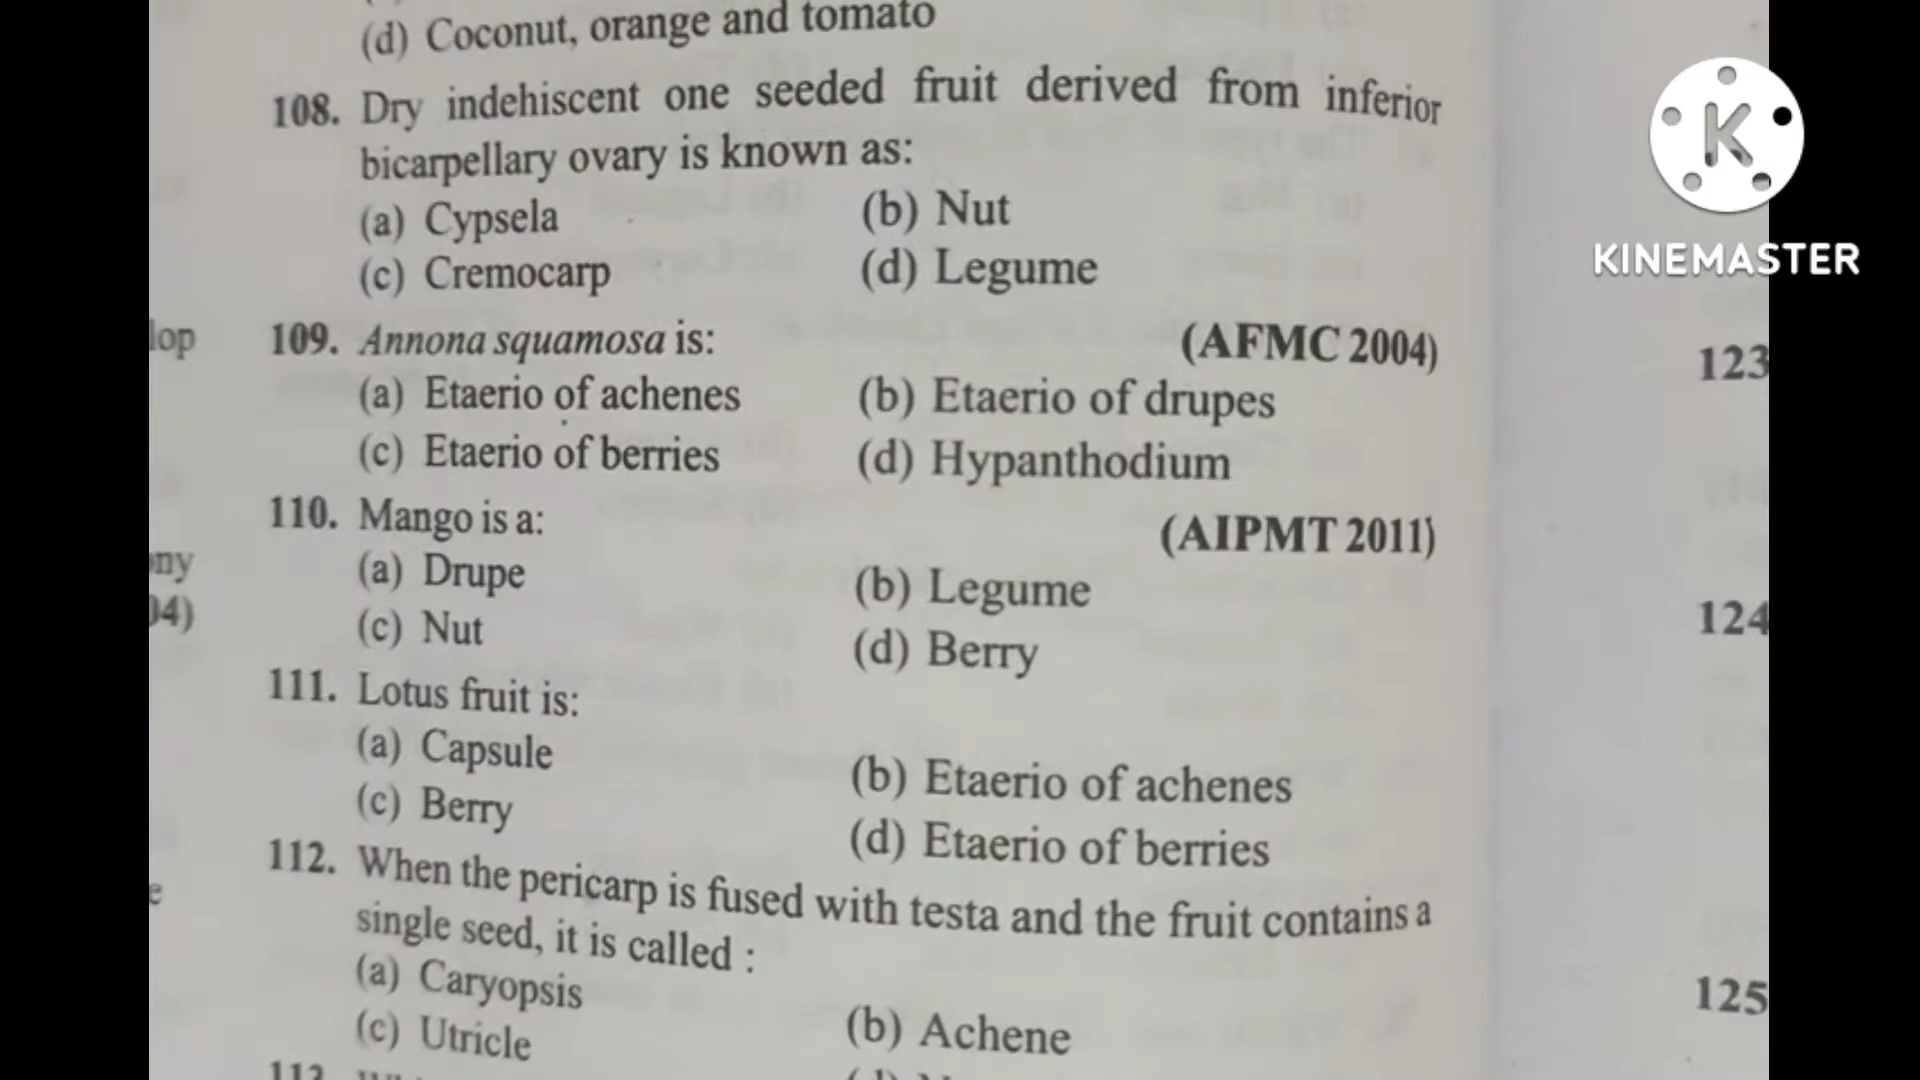 (d) Coconut, orange and tomato
108. Dry indehiscent one seeded fruit derived from inferior
bicarpellary ovary is known as:
(a) Cypsela (b) Nut
(c) Cremocarp (d) Legume
109. Annona squamosa is: (AFMC 2004)
(a) Etaerio of achenes (b) Etaerio of drupes
(c) Etaerio of berries (d) Hypanthodium
110. Mango is a: (AIPMT 2011)
(a) Drupe (b) Legume
(c) Nut (d) Berry
111. Lotus fruit is:
(a) Capsule (b) Etaerio of achenes
(c) Berry (d) Etaerio of berries
112. When the pericarp is fused with testa and the fruit contains a
single seed, it is called :
(a) Caryopsis (b) Achene
(c) Utricle
lop
ny
04)
e
123
124
125
K
KINEMASTER